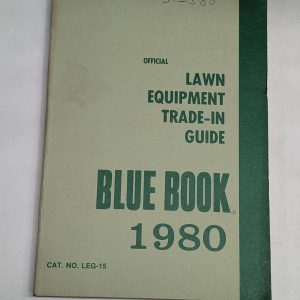 OFFICIAL
LAWN
EQUIPMENT
TRADE-IN
GUIDE
BLUE BOOK
1980
CAT. NO. LEG-15